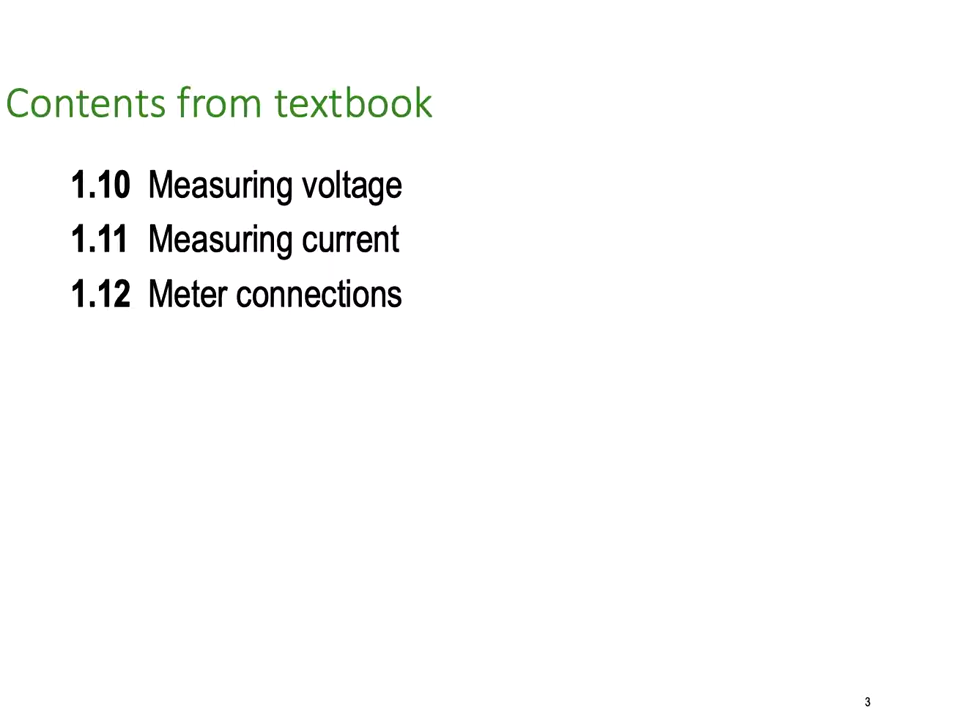 Contents from textbook
1.10 Measuring voltage
1.11 Measuring current
1.12 Meter connections
3